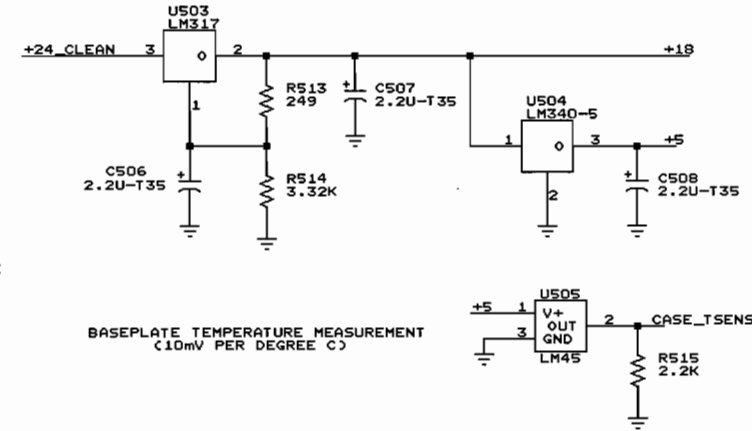 U503
LM317
+24_CLEAN
3
O
2
+18
1
R513
249
C507
2.2U-T35
+
U504
LM340-5
1
O
3
+5
2
C506
2.2U-T35
+
R514
3.32K
+
C508
2.2U-T35
BASEPLATE TEMPERATURE MEASUREMENT
(10mV PER DEGREE C)
U505
+5
1
V+
OUT
2
CASE_TSENS
3
GND
LM45
R515
2.2K